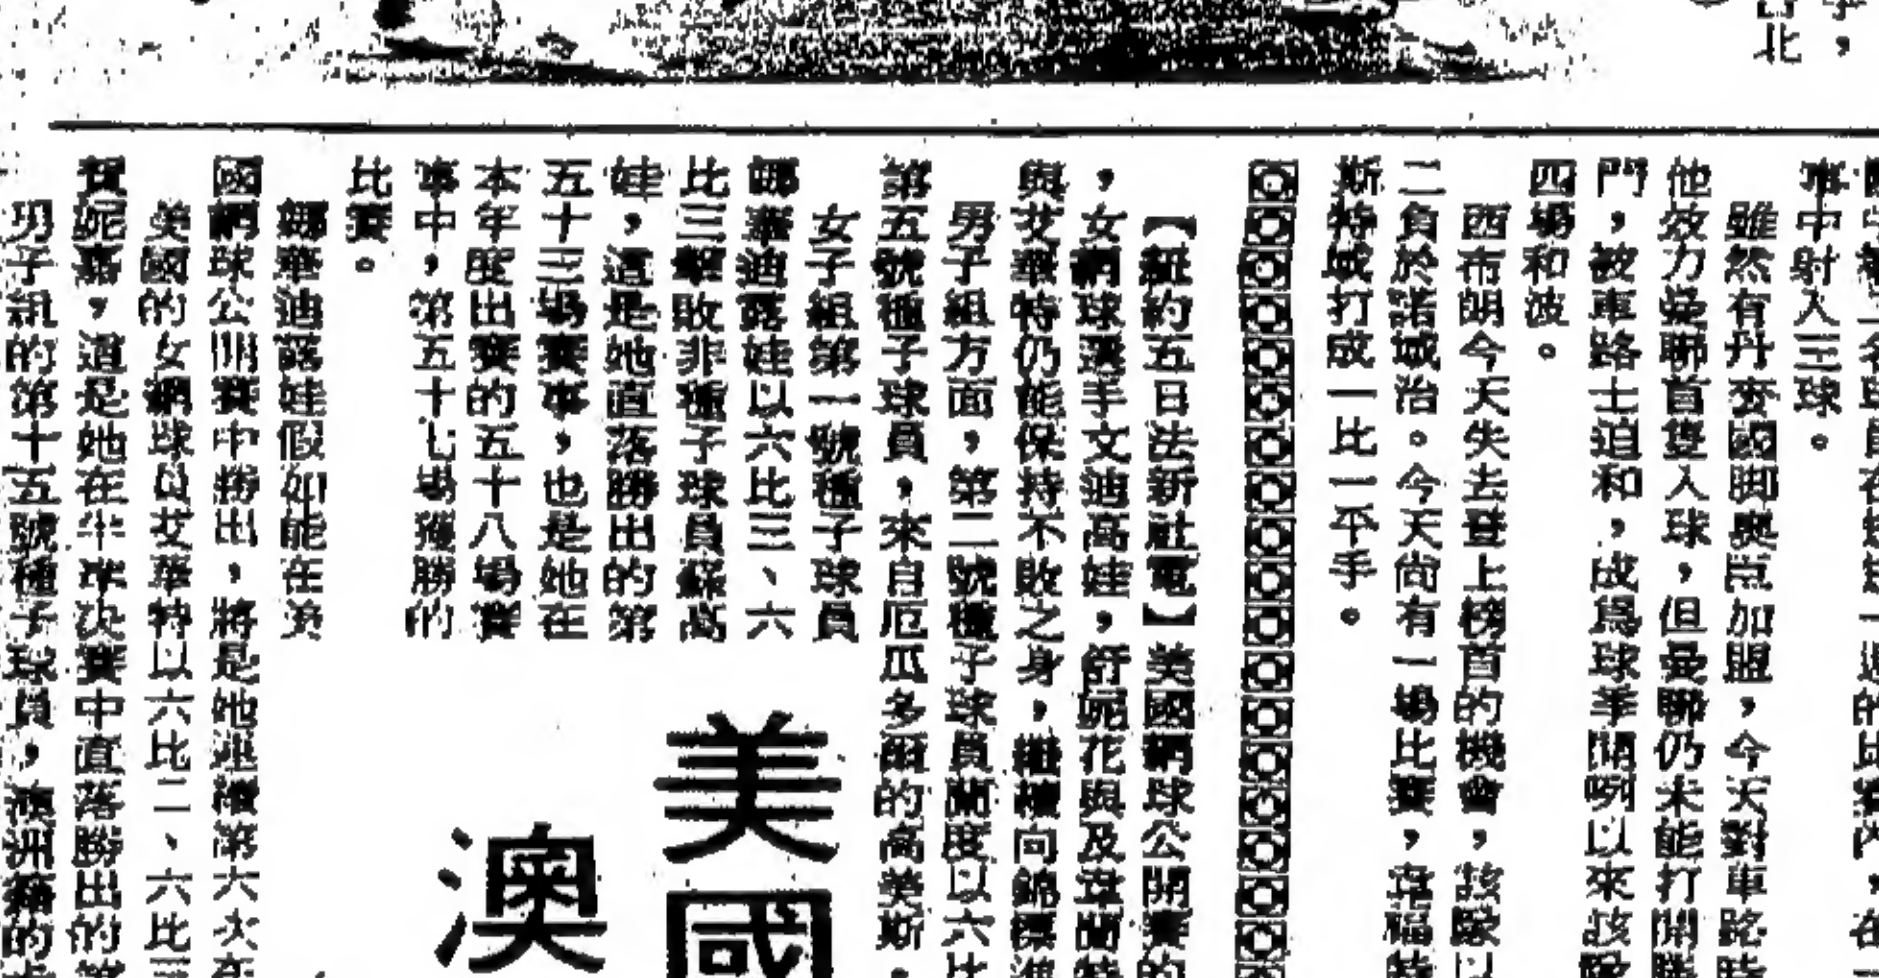 事中射入三球。
雖然有丹麥國脚奧悲加盟，今天對車路
他效力曼聯首隻入球，但曼聯仍未能打開勝
門，被車路士迫和，成爲球季開鑼以來該
四場和波。
西布朗今天失去登上榜首的機會，該隊以
二負於諾城治。今天尚有一場比賽，韋福特
斯特城打成一比一平手。
【紐約五日法新社電】美國網球公開賽的
，女網球選手文迪高娃，舒妮花與及韋蘭特
與艾華特仍能保持不敗之身，繼續向錦標進
男子組方面，第二號種子球員蘭度以六比
第五號種子球員，來自厄瓜多爾的高美斯，
女子組第一號種子球員
娜華迪露娃以六比三、六
比三擊敗非種子球員蘇高
娃，這是她直落勝出的第
五十三場賽事，也是她在
本年度出賽的五十八場賽
事中，第五十七場獲勝的
比賽。
美國
澳
娜華迪露娃假如能在美
國網球公開賽中勝出，將是她連續第六次在
美國的女網球員艾華特以六比二、六比三
妮嘉，這是她在半準決賽中直落勝出的第
男子組的第十五號種子球員，澳洲籍的